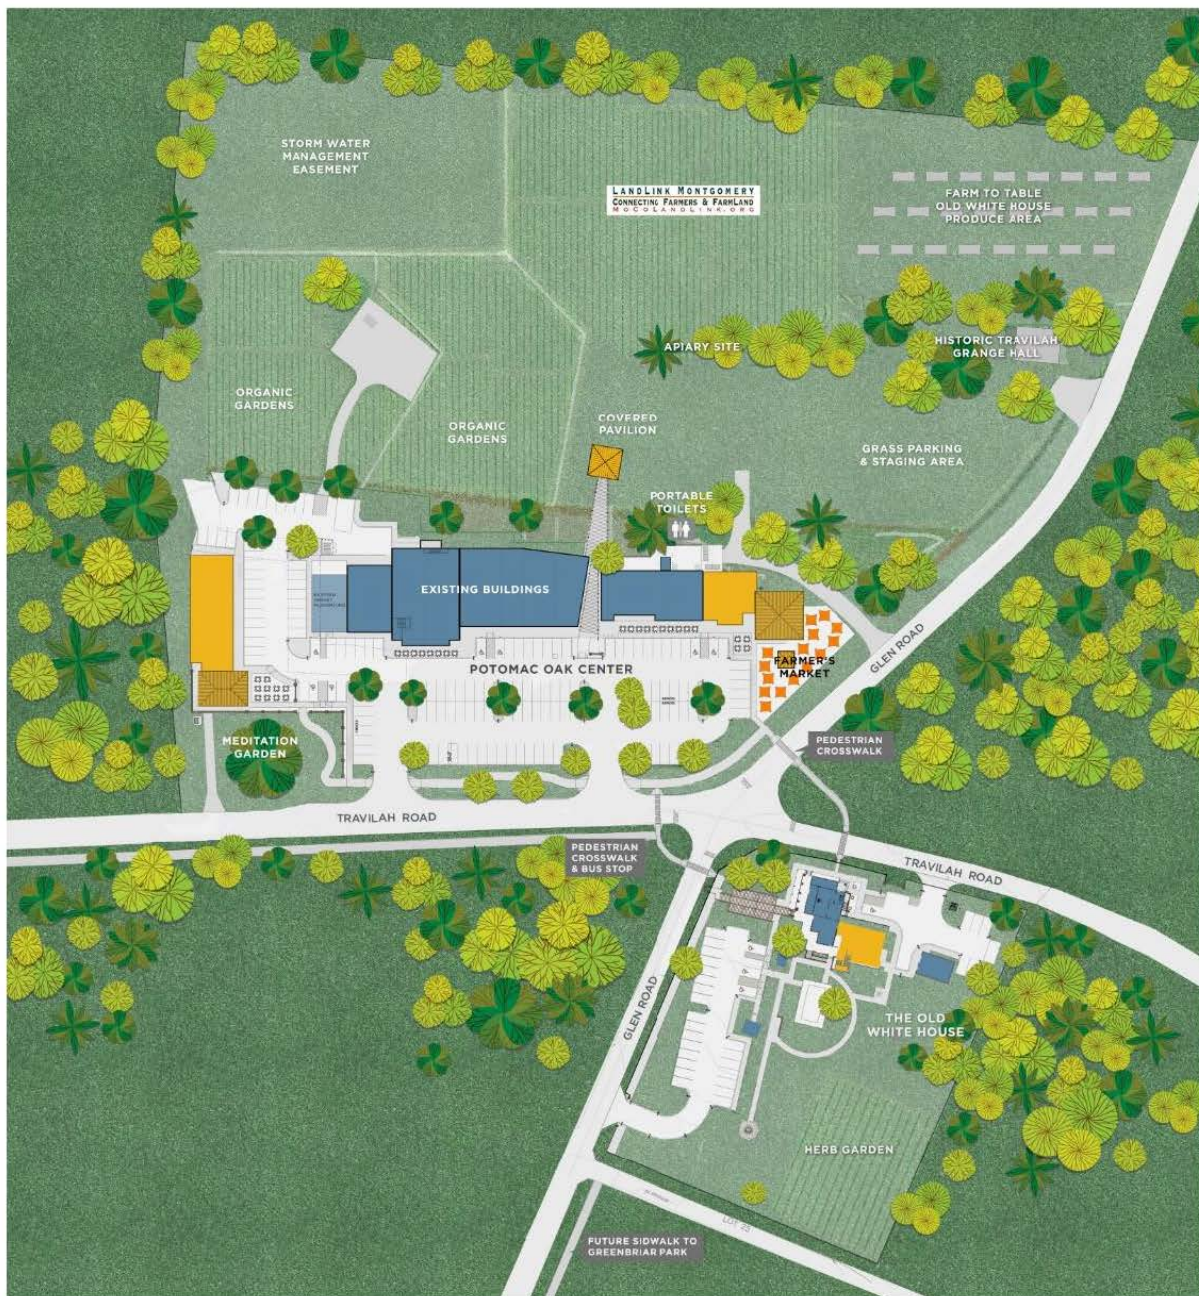 STORM WATER
MANAGEMENT
EASEMENT
LANDLINK MONTGOMERY
CONNECTING FARMERS & FARMLAND
MOCOLANDLINK.ORG
FARM TO TABLE
OLD WHITE HOUSE
PRODUCE AREA
APIARY SITE
HISTORIC TRAVILAH
GRANGE HALL
ORGANIC
GARDENS
ORGANIC
GARDENS
COVERED
PAVILION
GRASS PARKING
& STAGING AREA
PORTABLE
TOILETS
EXISTING BUILDINGS
POTOMAC OAK CENTER
FARMER'S
MARKET
GLEN ROAD
MEDITATION
GARDEN
PEDESTRIAN
CROSSWALK
TRAVILAH ROAD
PEDESTRIAN
CROSSWALK
& BUS STOP
TRAVILAH ROAD
GLEN ROAD
THE OLD
WHITE HOUSE
HERB GARDEN
LOT 23
FUTURE SIDWALK TO
GREENBRIAR PARK